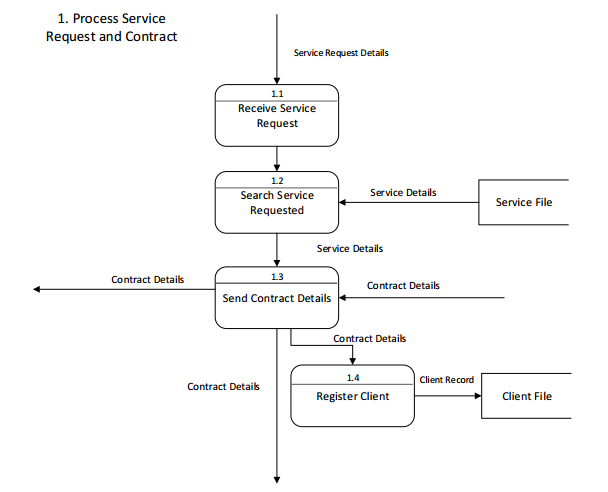 1. Process Service
Request and Contract
Service Request Details
1.1
Receive Service
Request
1.2
Search Service
Requested
Service Details
Service File
Service Details
1.3
Send Contract Details
Contract Details
Contract Details
Contract Details
1.4
Register Client
Client Record
Client File
Contract Details